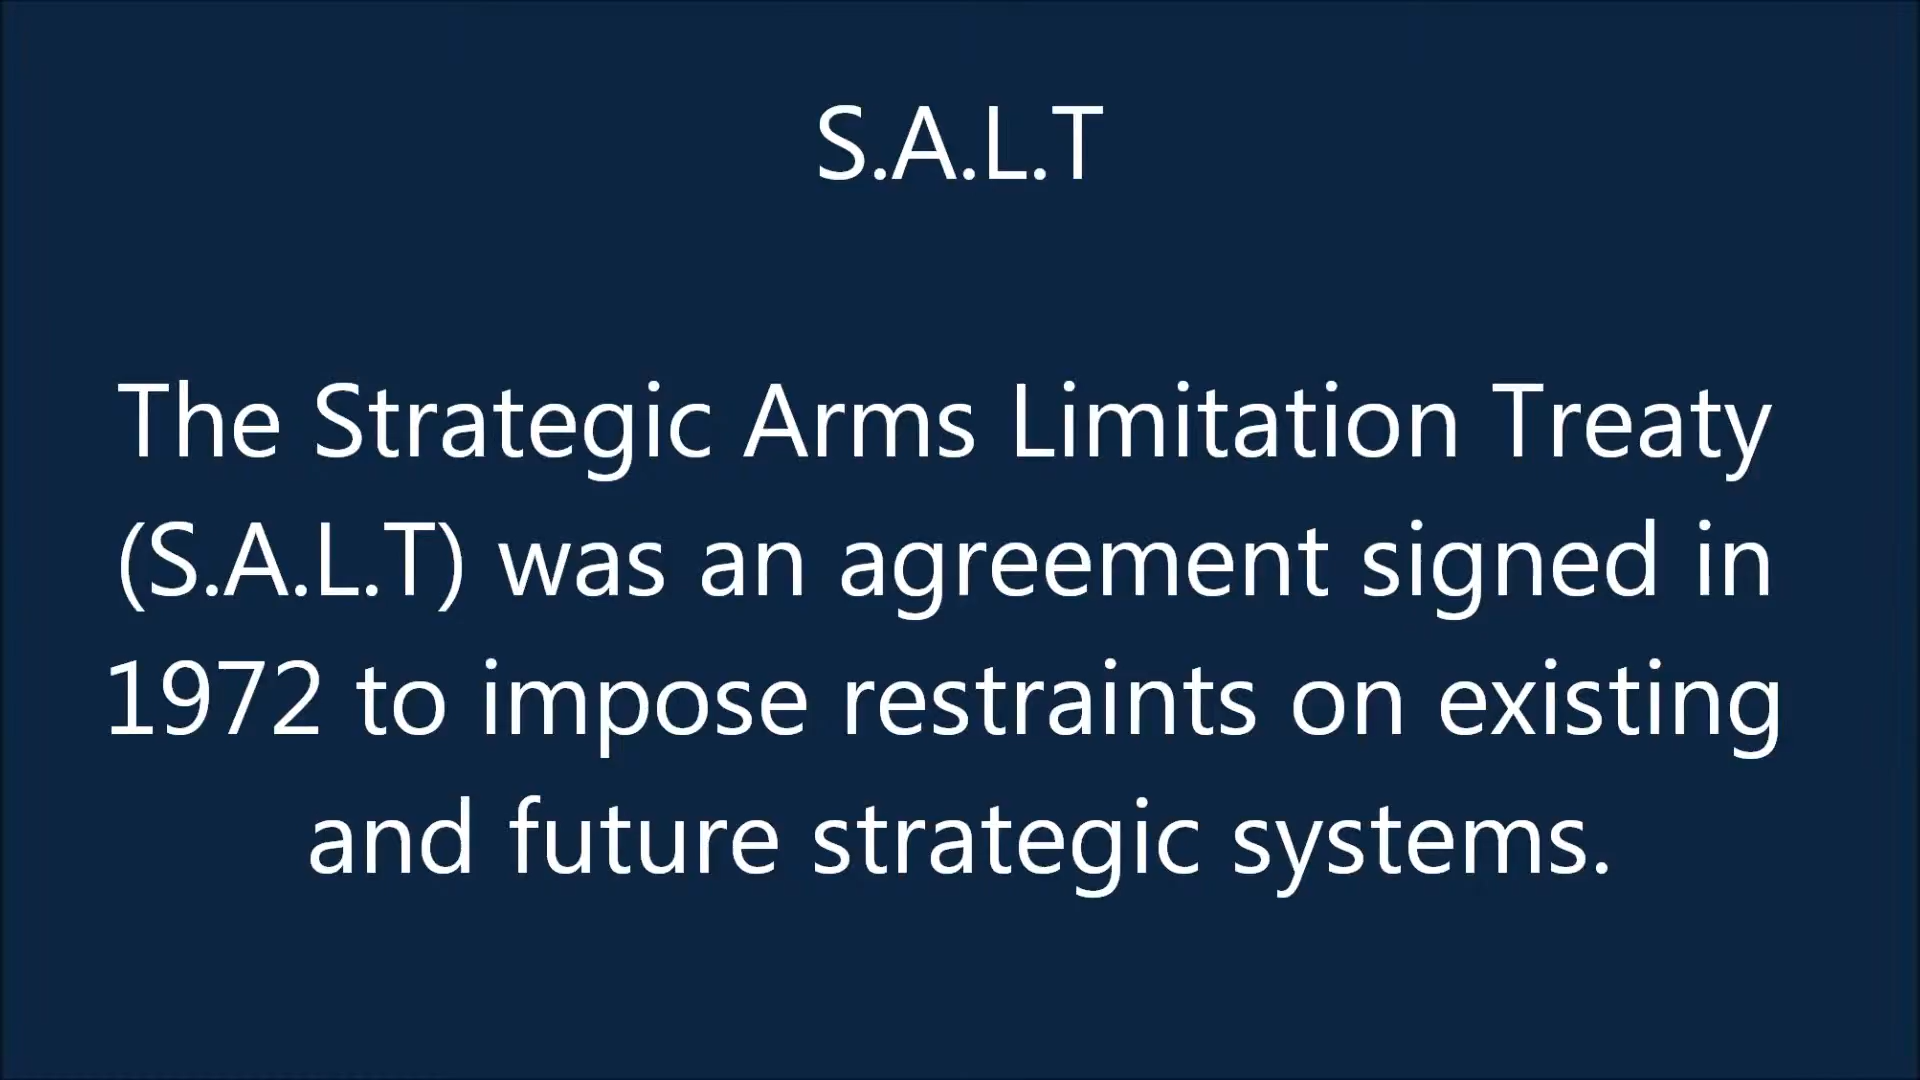 S.A.L.T
The Strategic Arms Limitation Treaty
(S.A.L.T) was an agreement signed in
1972 to impose restraints on existing
and future strategic systems.